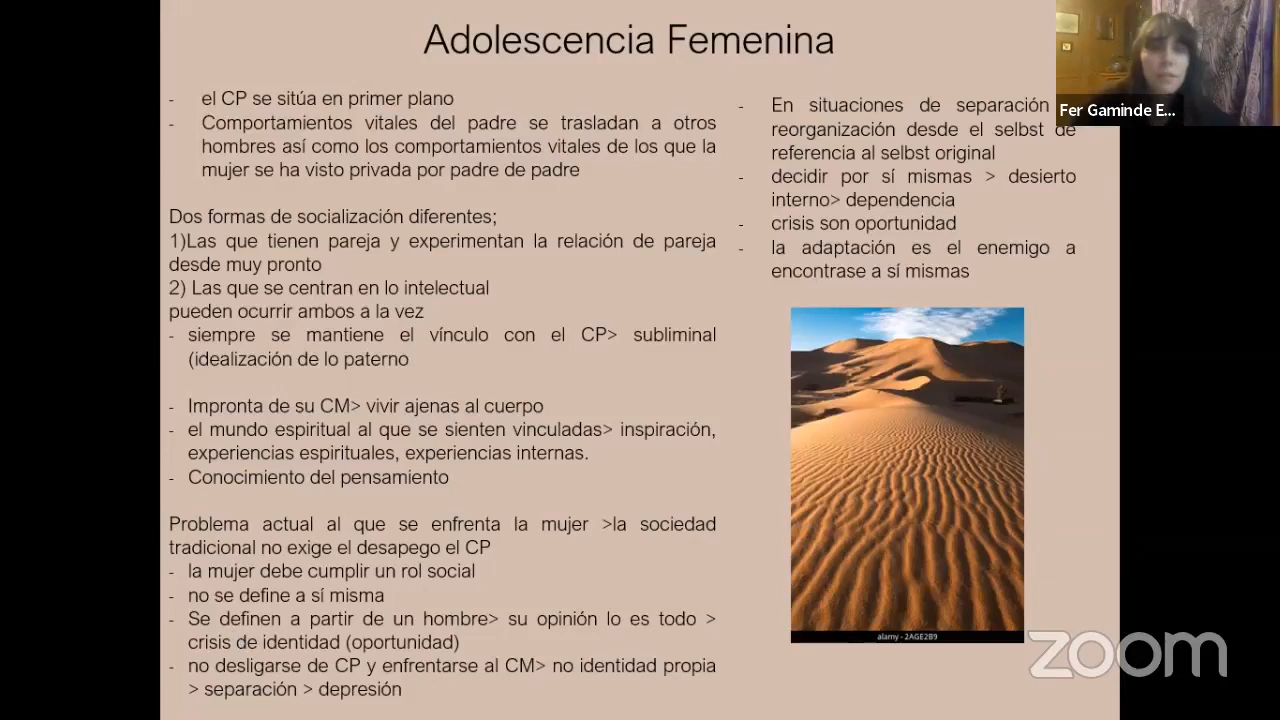 Adolescencia Femenina
- el CP se sitúa en primer plano
- Comportamientos vitales del padre se trasladan a otros
hombres así como los comportamientos vitales de los que la
mujer se ha visto privada por padre de padre
Dos formas de socialización diferentes;
1)Las que tienen pareja y experimentan la relación de pareja
desde muy pronto
2) Las que se centran en lo intelectual
pueden ocurrir ambos a la vez
- siempre se mantiene el vínculo con el CP> subliminal
(idealización de lo paterno
- Impronta de su CM> vivir ajenas al cuerpo
- el mundo espiritual al que se sienten vinculadas> inspiración,
experiencias espirituales, experiencias internas.
- Conocimiento del pensamiento
Problema actual al que se enfrenta la mujer >la sociedad
tradicional no exige el desapego el CP
- la mujer debe cumplir un rol social
- no se define a sí misma
- Se definen a partir de un hombre> su opinión lo es todo >
crisis de identidad (oportunidad)
- no desligarse de CP y enfrentarse al CM> no identidad propia
> separación > depresión
- En situaciones de separación
reorganización desde el selbst de
referencia al selbst original
- decidir por sí mismas > desierto
interno> dependencia
- crisis son oportunidad
- la adaptación es el enemigo a
encontrase a sí mismas
alamy - 2AGE2B9
Fer Gaminde E...
zoom